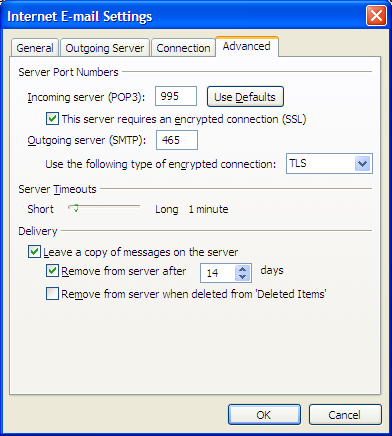 Internet E-mail Settings
General Outgoing Server Connection Advanced
Server Port Numbers
Incoming server (POP3): 995 Use Defaults
This server requires an encrypted connection (SSL)
Outgoing server (SMTP): 465
Use the following type of encrypted connection: TLS
Server Timeouts
Short Long 1 minute
Delivery
Leave a copy of messages on the server
Remove from server after 14 days
Remove from server when deleted from 'Deleted Items'
OK Cancel